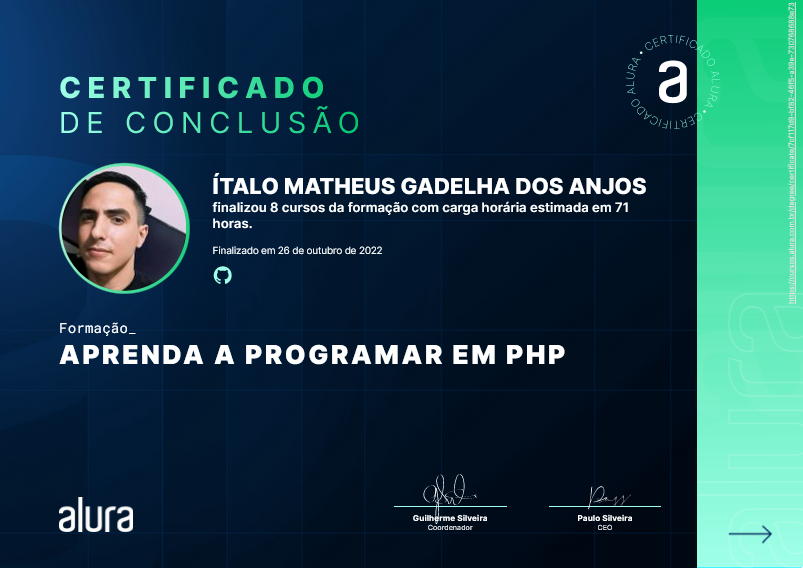 CERTIFICADO
DE CONCLUSÃO
CERTIFICADO ALURA • CERTIFICADO ALURA •
a
ÍTALO MATHEUS GADELHA DOS ANJOS
finalizou 8 cursos da formação com carga horária estimada em 71
horas.
Finalizado em 26 de outubro de 2022
Formação_
APRENDA A PROGRAMAR EM PHP
alura
Guilherme Silveira
Coordenador
Paulo Silveira
CEO
alura